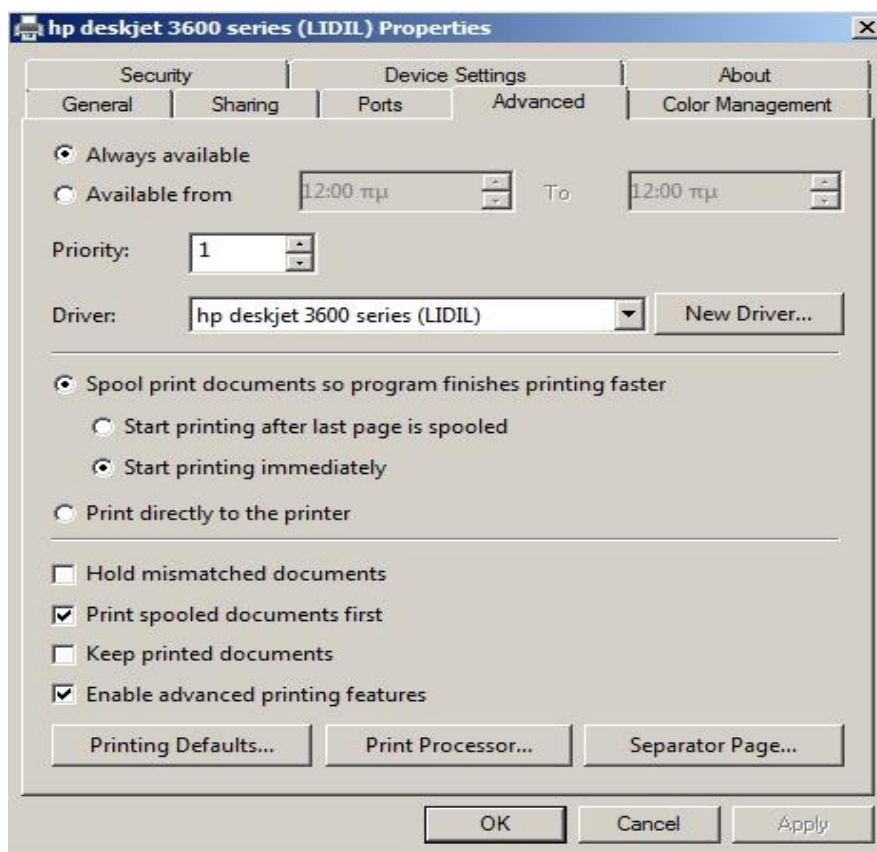 hp deskjet 3600 series (LIDIL) Properties
Security Device Settings About
General Sharing Ports Advanced Color Management
Always available
Available from 12:00 πμ To 12:00 πμ
Priority: 1
Driver: hp deskjet 3600 series (LIDIL) New Driver...
Spool print documents so program finishes printing faster
Start printing after last page is spooled
Start printing immediately
Print directly to the printer
Hold mismatched documents
Print spooled documents first
Keep printed documents
Enable advanced printing features
Printing Defaults... Print Processor... Separator Page...
OK Cancel Apply